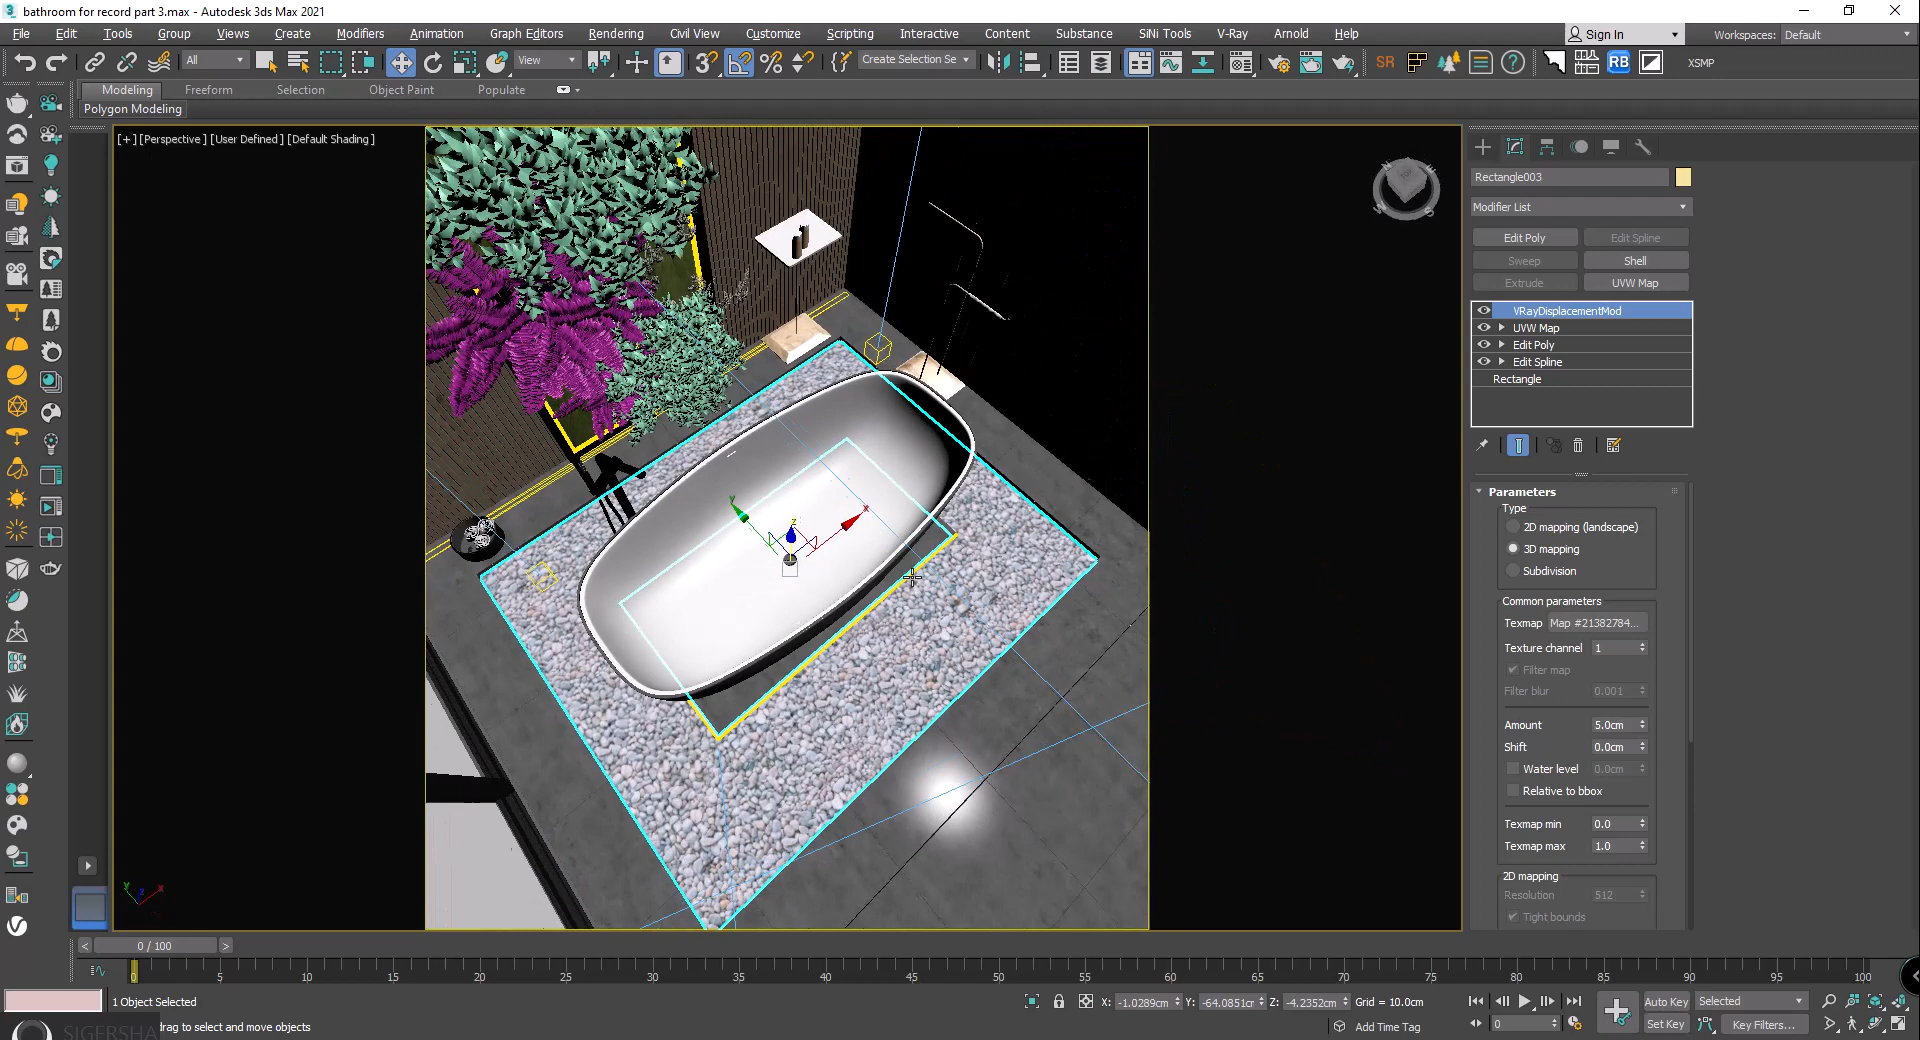 bathroom for record part 3.max - Autodesk 3ds Max 2021
File Edit Tools Group Views Create Modifiers Animation Graph Editors Rendering Civil View Customize Scripting Interactive Content Substance SiNi Tools V-Ray Arnold Help
Sign In
Workspaces: Default
All
View
Create Selection Se
SR
RB
XSMP
Modeling Freeform Selection Object Paint Populate
Polygon Modeling
[+] [Perspective ] [User Defined ] [Default Shading ]
Rectangle003
Modifier List
Edit Poly Edit Spline
Sweep Shell
Extrude UVW Map
VRayDisplacementMod
UVW Map
Edit Poly
Edit Spline
Rectangle
Parameters
Type
2D mapping (landscape)
3D mapping
Subdivision
Common parameters
Texmap Map #21382784...
Texture channel 1
Filter map
Filter blur 0.001
Amount 5.0cm
Shift 0.0cm
Water level 0.0cm
Relative to bbox
Texmap min 0.0
Texmap max 1.0
2D mapping
Resolution 512
Tight bounds
y
z
x
y z x
< 0 / 100 >
0 5 10 15 20 25 30 35 40 45 50 55 60 65 70 75 80 85 90 95 100
1 Object Selected
X: -1.0289cm Y: -64.0851c Z: -4.2352cm Grid = 10.0cm
Auto Key Selected
SIGERSHA
drag to select and move objects
Add Time Tag
0
Set Key Key Filters...